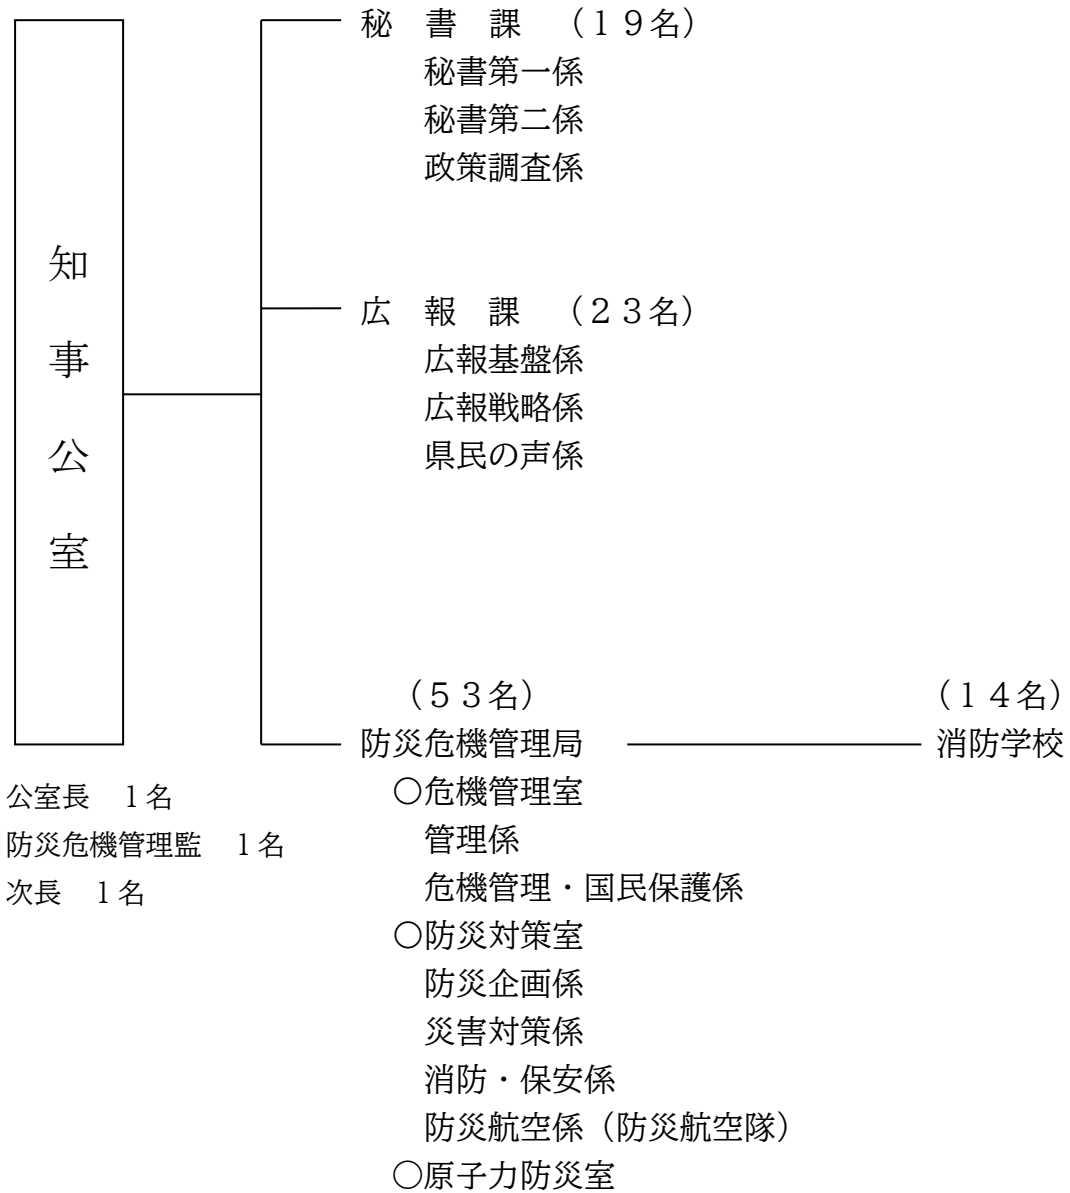 知事公室
公室長　１名
防災危機管理監　１名
次長　１名
秘　書　課　（１９名）
秘書第一係
秘書第二係
政策調査係
広　報　課　（２３名）
広報基盤係
広報戦略係
県民の声係
（５３名）
防災危機管理局
○危機管理室
管理係
危機管理・国民保護係
○防災対策室
防災企画係
災害対策係
消防・保安係
防災航空係（防災航空隊）
○原子力防災室
（１４名）
消防学校